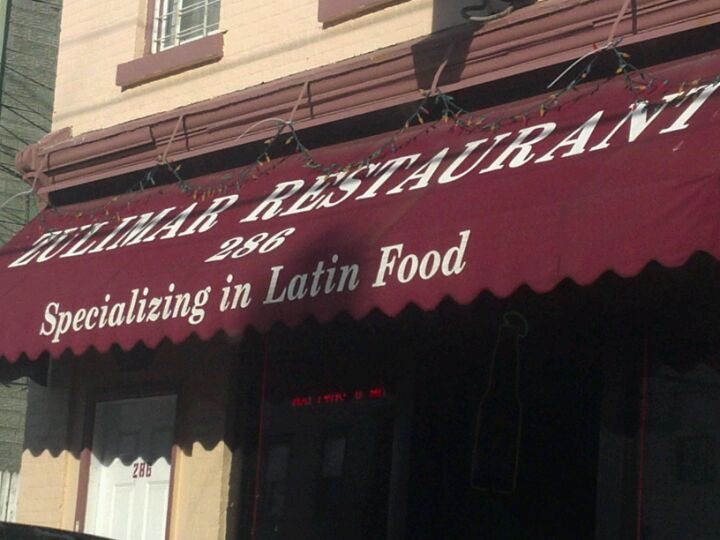 ZULIMAR RESTAURANT
286
Specializing in Latin Food
286